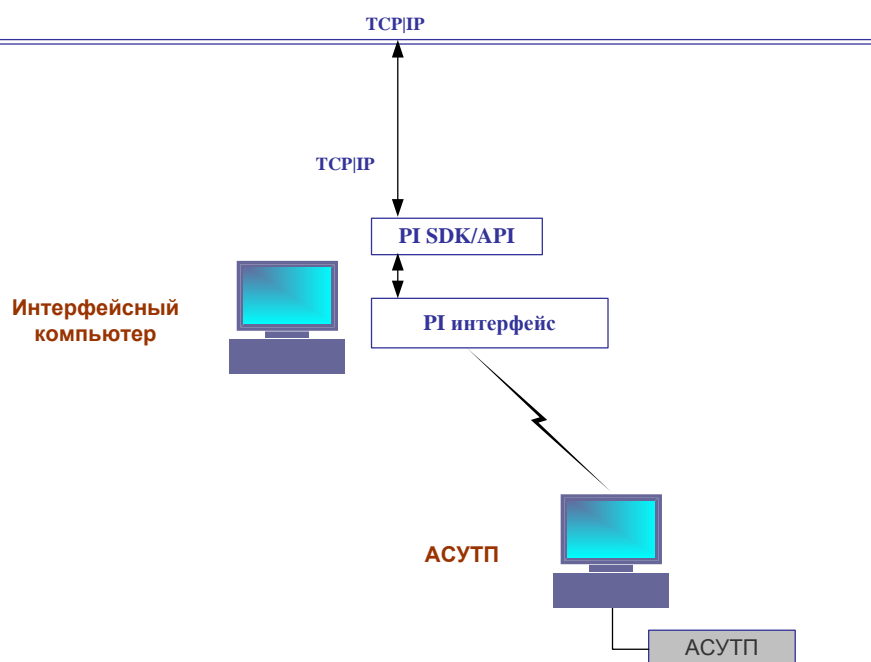 TCP|IP
TCP|IP
PI SDK/API
Интерфейсный
компьютер
PI интерфейс
АСУТП
АСУТП